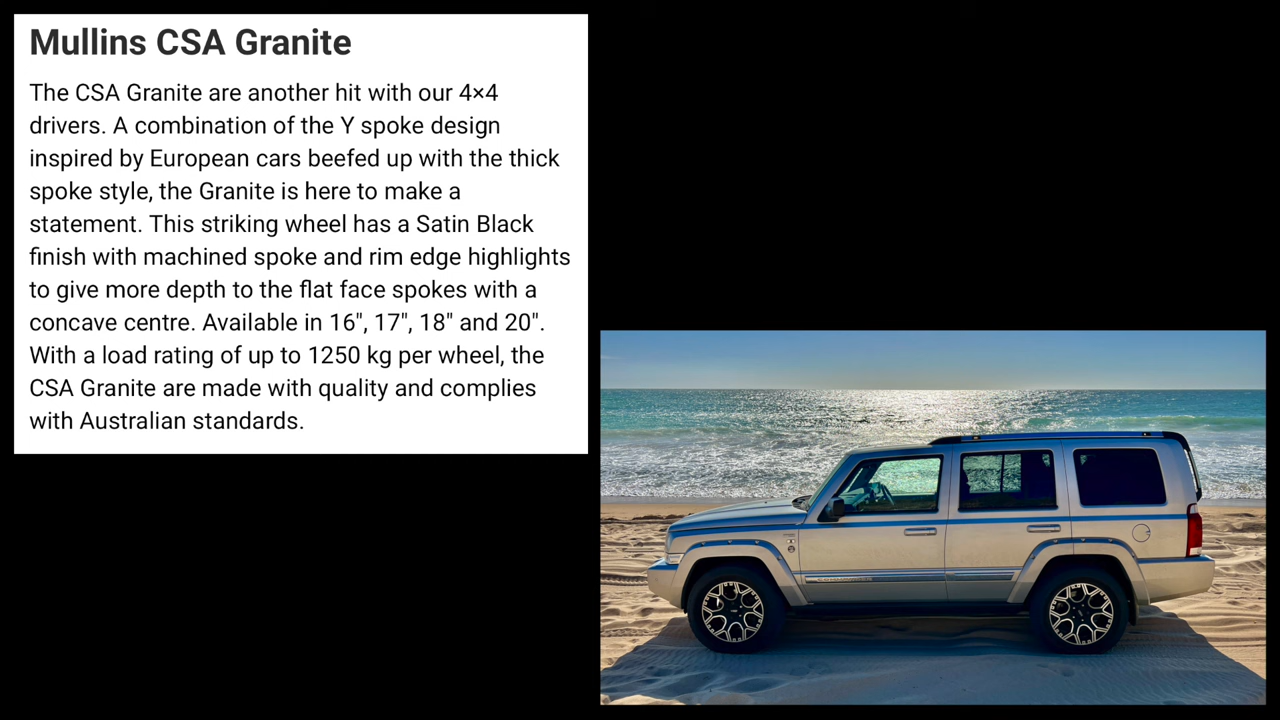 Mullins CSA Granite
The CSA Granite are another hit with our 4×4
drivers. A combination of the Y spoke design
inspired by European cars beefed up with the thick
spoke style, the Granite is here to make a
statement. This striking wheel has a Satin Black
finish with machined spoke and rim edge highlights
to give more depth to the flat face spokes with a
concave centre. Available in 16", 17", 18" and 20".
With a load rating of up to 1250 kg per wheel, the
CSA Granite are made with quality and complies
with Australian standards.